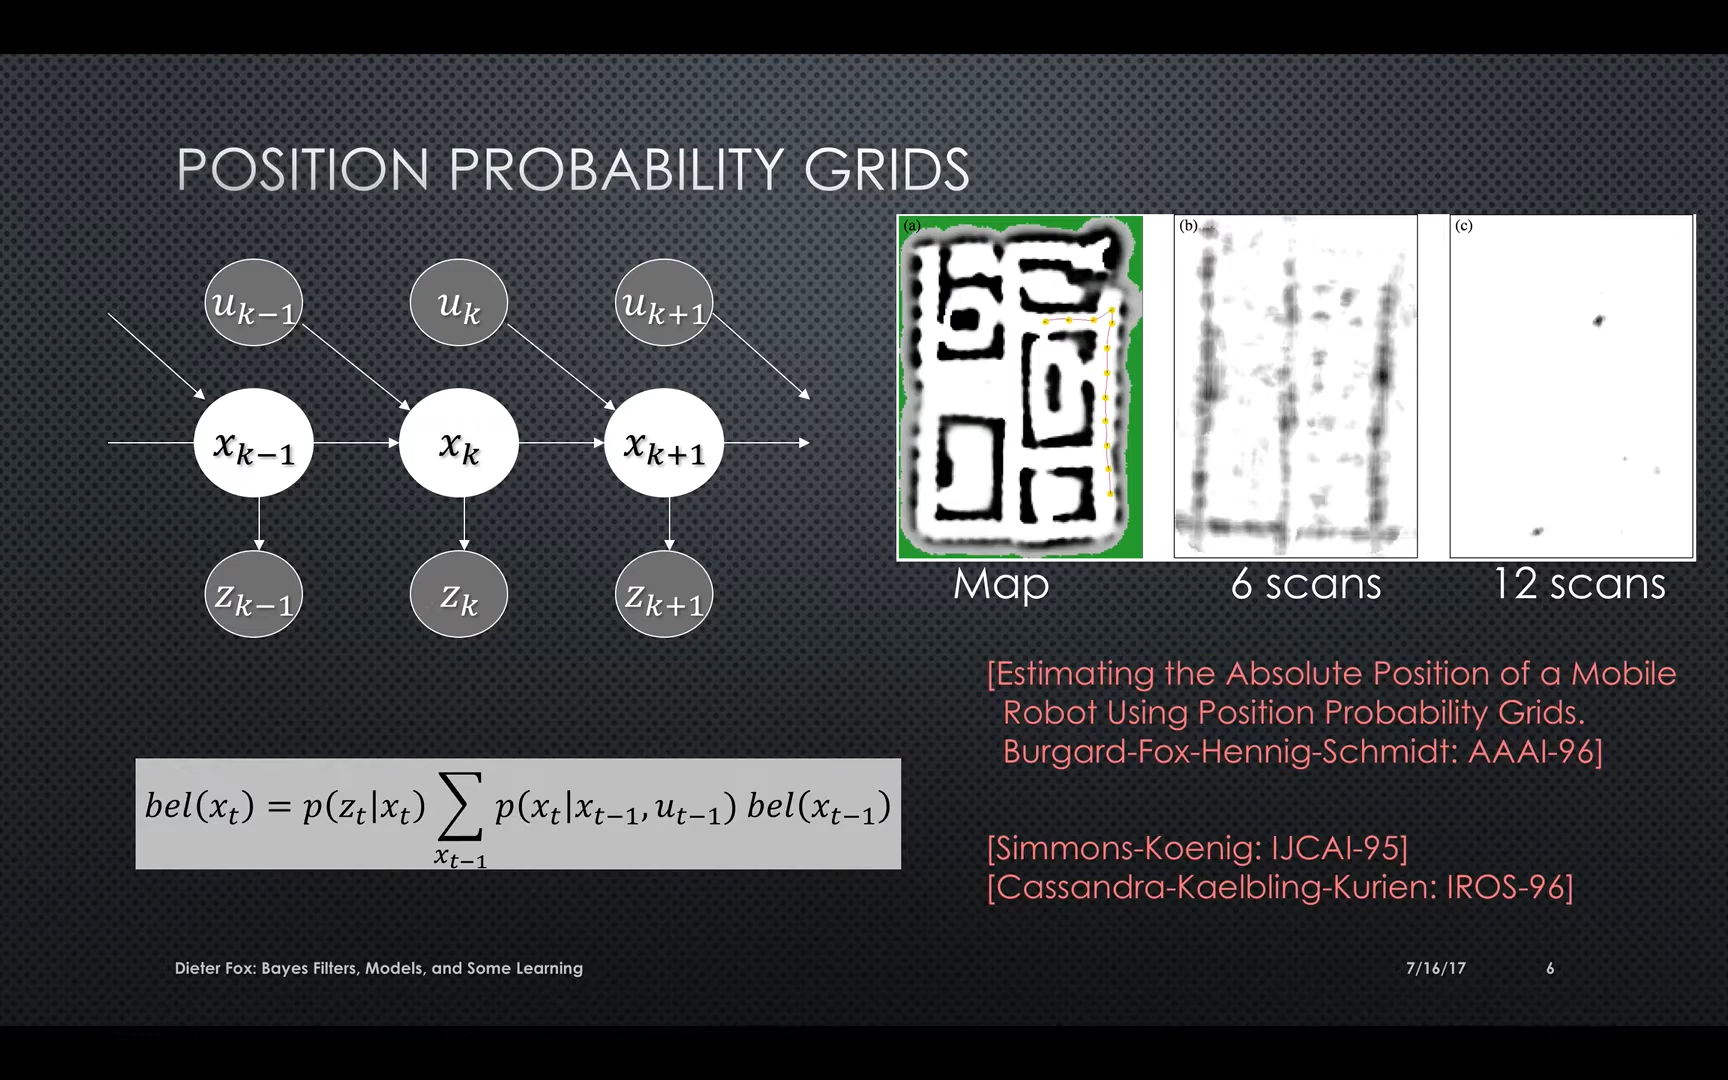 POSITION PROBABILITY GRIDS
u_{k−1} u_k u_{k+1}
x_{k−1} x_k x_{k+1}
z_{k−1} z_k z_{k+1}
(a) (b) (c)
Map 6 scans 12 scans
[Estimating the Absolute Position of a Mobile
Robot Using Position Probability Grids.
Burgard-Fox-Hennig-Schmidt: AAAI-96]
bel(x_t) = p(z_t|x_t) ∑_{x_{t−1}} p(x_t|x_{t−1}, u_{t−1}) bel(x_{t−1})
[Simmons-Koenig: IJCAI-95]
[Cassandra-Kaelbling-Kurien: IROS-96]
Dieter Fox: Bayes Filters, Models, and Some Learning 7/16/17 6